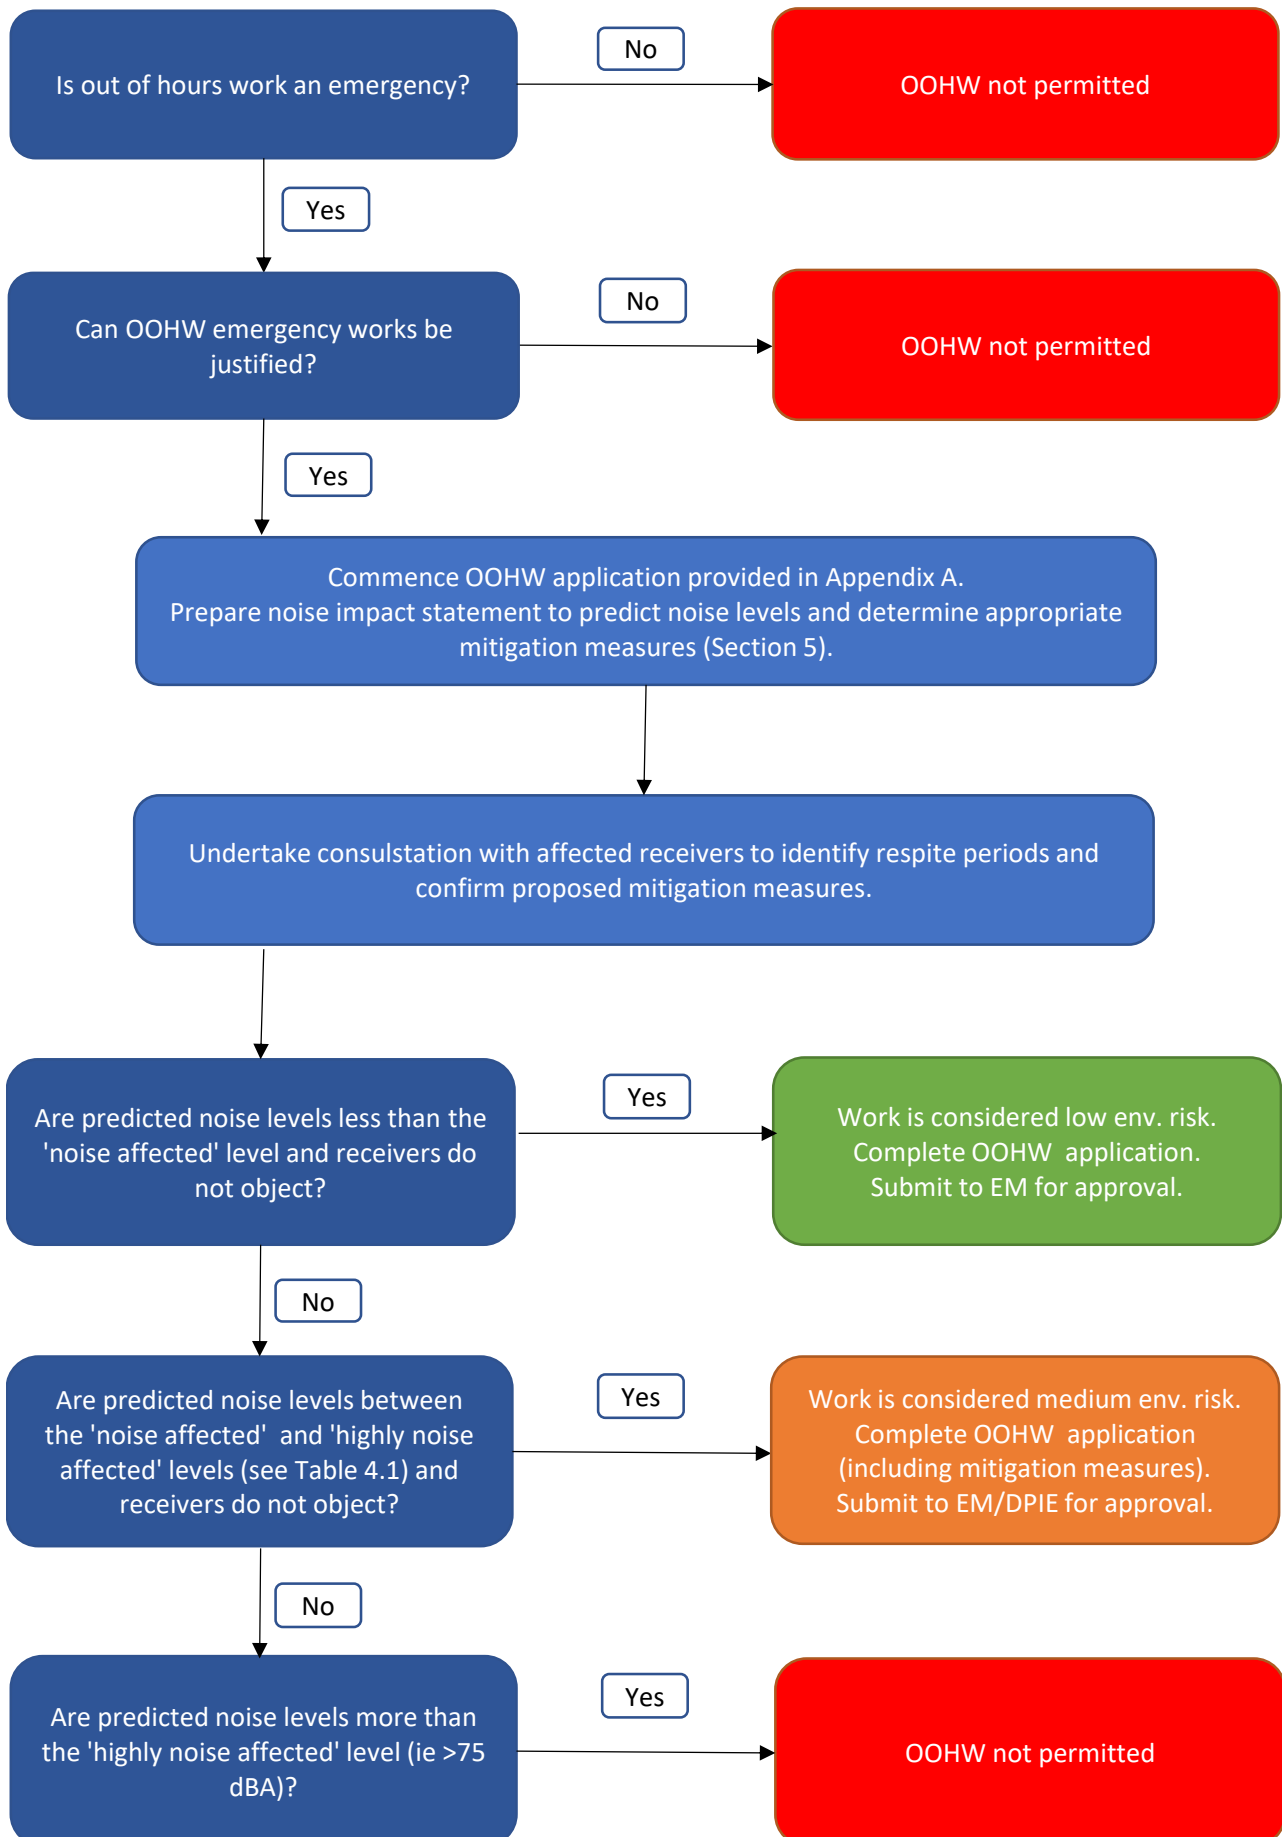 Is out of hours work an emergency?
No
OOHW not permitted
Yes
Can OOHW emergency works be
justified?
No
OOHW not permitted
Yes
Commence OOHW application provided in Appendix A.
Prepare noise impact statement to predict noise levels and determine appropriate
mitigation measures (Section 5).
Undertake consulstation with affected receivers to identify respite periods and
confirm proposed mitigation measures.
Are predicted noise levels less than the
'noise affected' level and receivers do
not object?
Yes
Work is considered low env. risk.
Complete OOHW application.
Submit to EM for approval.
No
Are predicted noise levels between
the 'noise affected' and 'highly noise
affected' levels (see Table 4.1) and
receivers do not object?
Yes
Work is considered medium env. risk.
Complete OOHW application
(including mitigation measures).
Submit to EM/DPIE for approval.
No
Are predicted noise levels more than
the 'highly noise affected' level (ie >75
dBA)?
Yes
OOHW not permitted